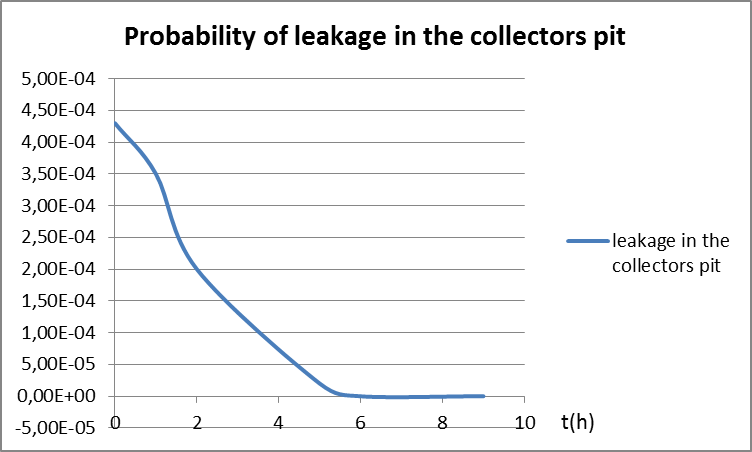 Probability of leakage in the collectors pit
5,00E-04
4,50E-04
4,00E-04
3,50E-04
3,00E-04
2,50E-04
2,00E-04
1,50E-04
1,00E-04
5,00E-05
0,00E+00
-5,00E-05
0 2 4 6 8 10 t(h)
leakage in the
collectors pit